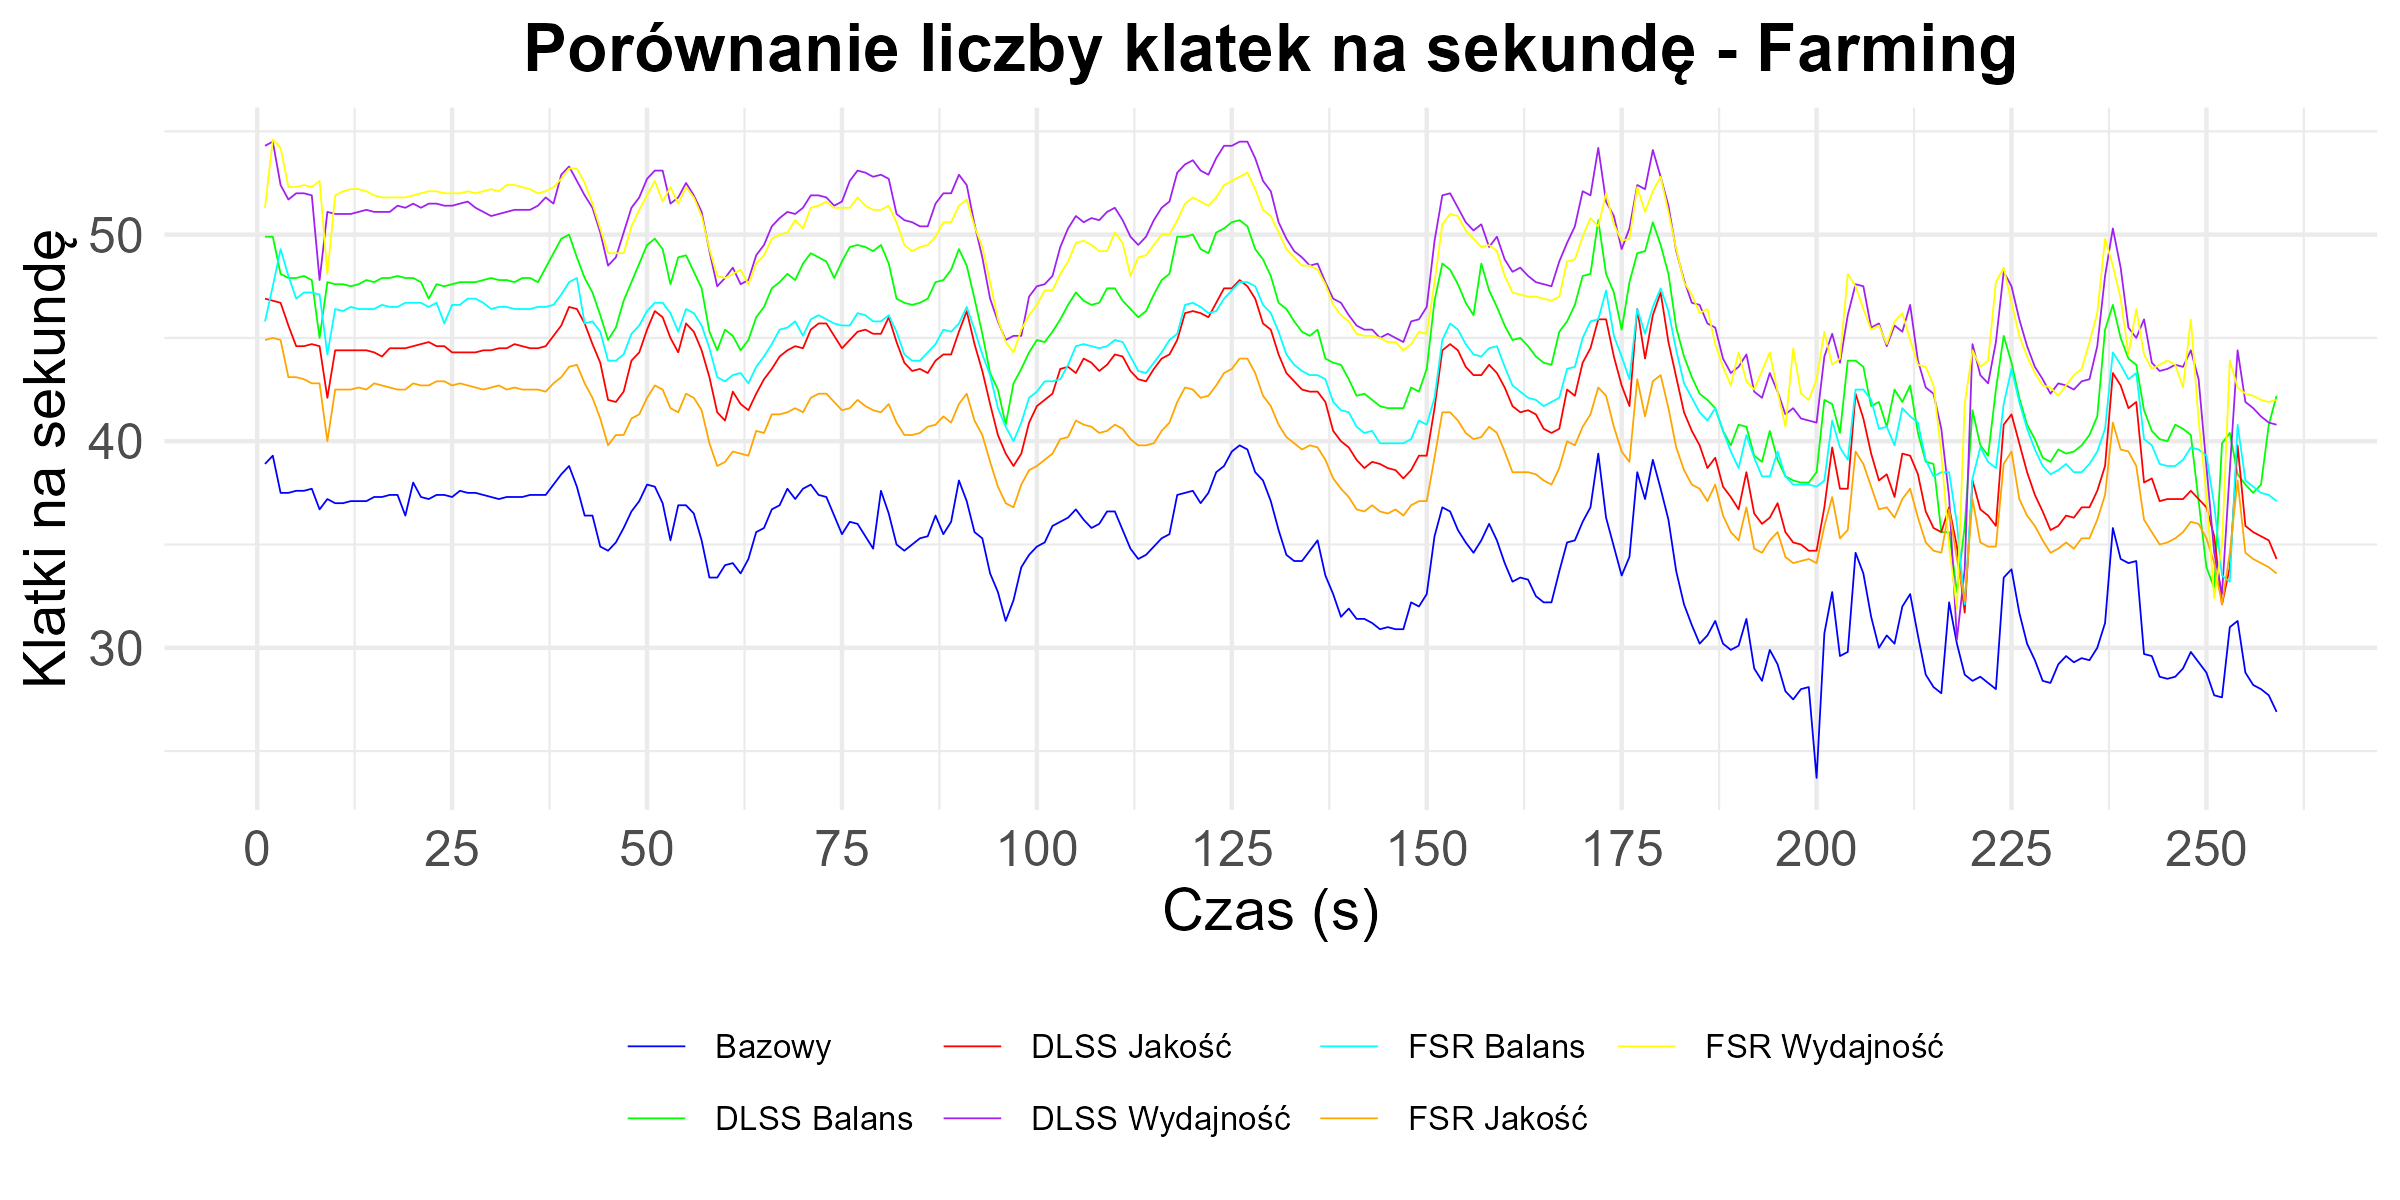 Porównanie liczby klatek na sekundę - Farming
Klatki na sekundę
50
40
30
0 25 50 75 100 125 150 175 200 225 250
Czas (s)
Bazowy DLSS Jakość FSR Balans FSR Wydajność
DLSS Balans DLSS Wydajność FSR Jakość